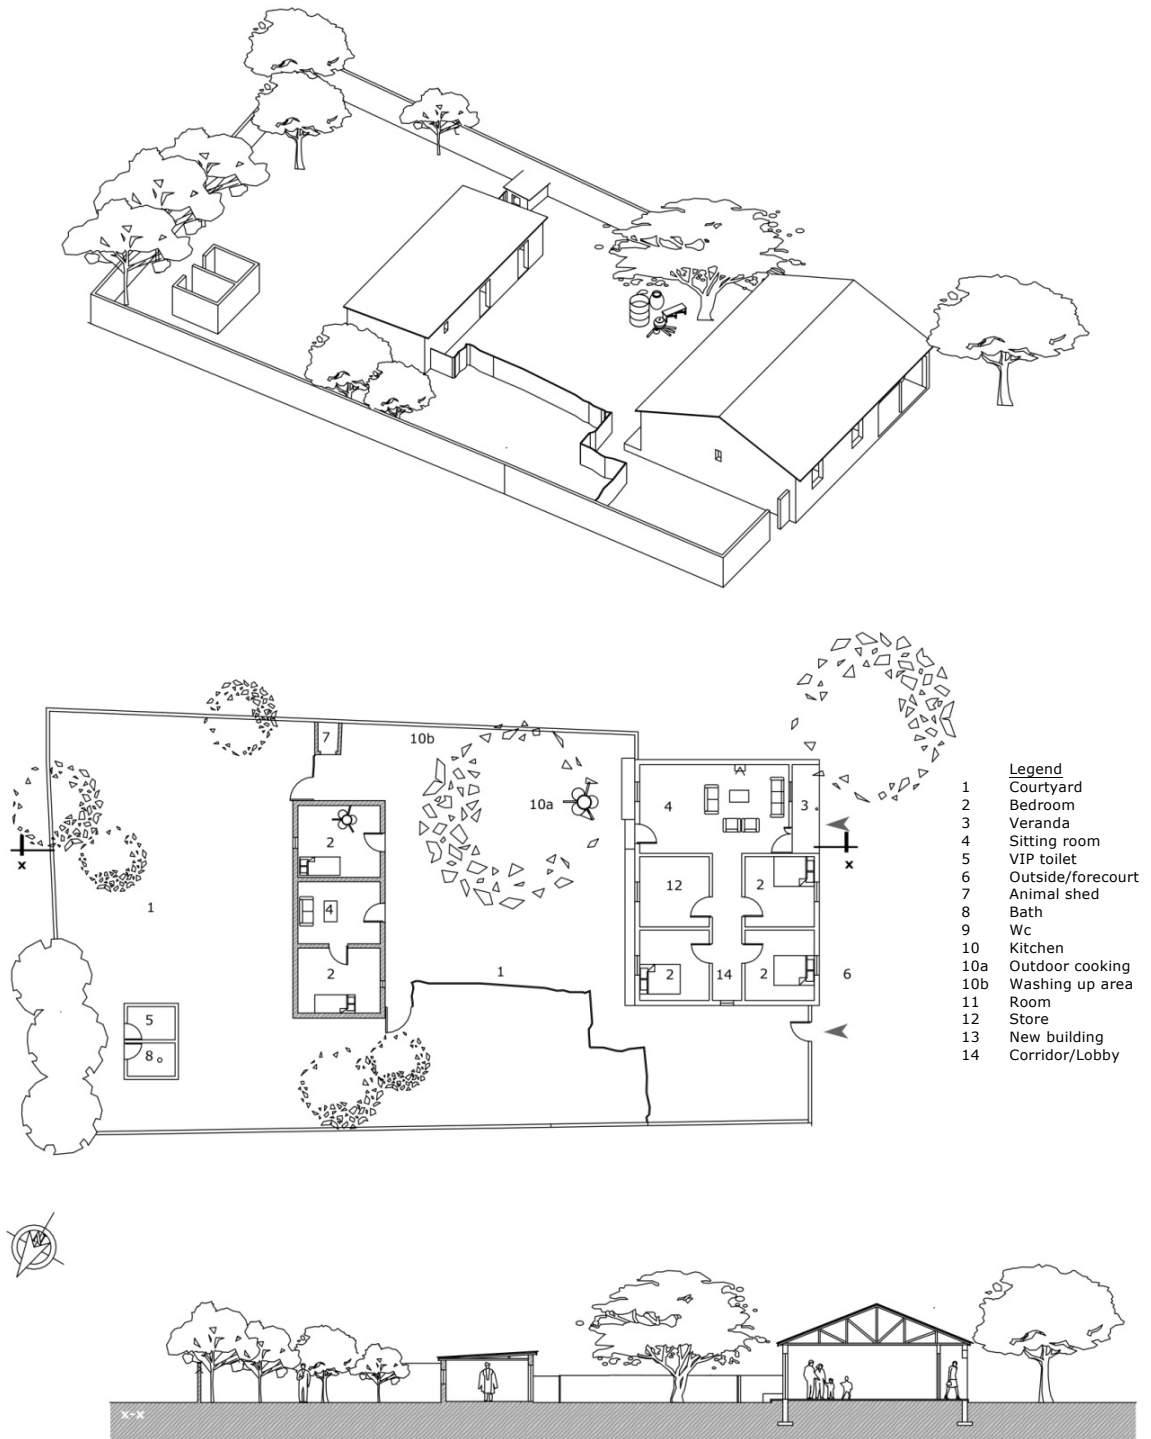 7
10b
10a
4
3
2
x
x
12
2
4
1
2
1
2
14
2
6
5
8
Legend
1 Courtyard
2 Bedroom
3 Veranda
4 Sitting room
5 VIP toilet
6 Outside/forecourt
7 Animal shed
8 Bath
9 Wc
10 Kitchen
10a Outdoor cooking
10b Washing up area
11 Room
12 Store
13 New building
14 Corridor/Lobby
N
x-x